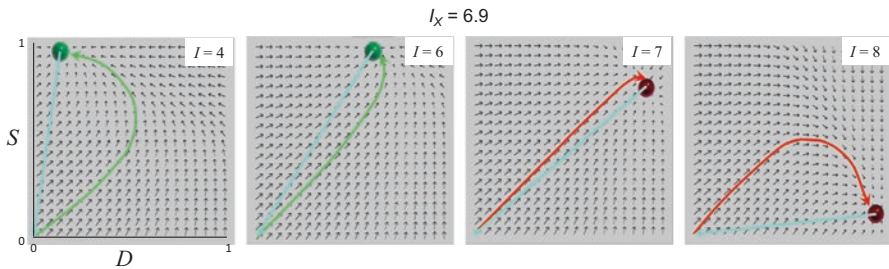 I_X = 6.9
I = 4
I = 6
I = 7
I = 8
1
S
0
0
1
D